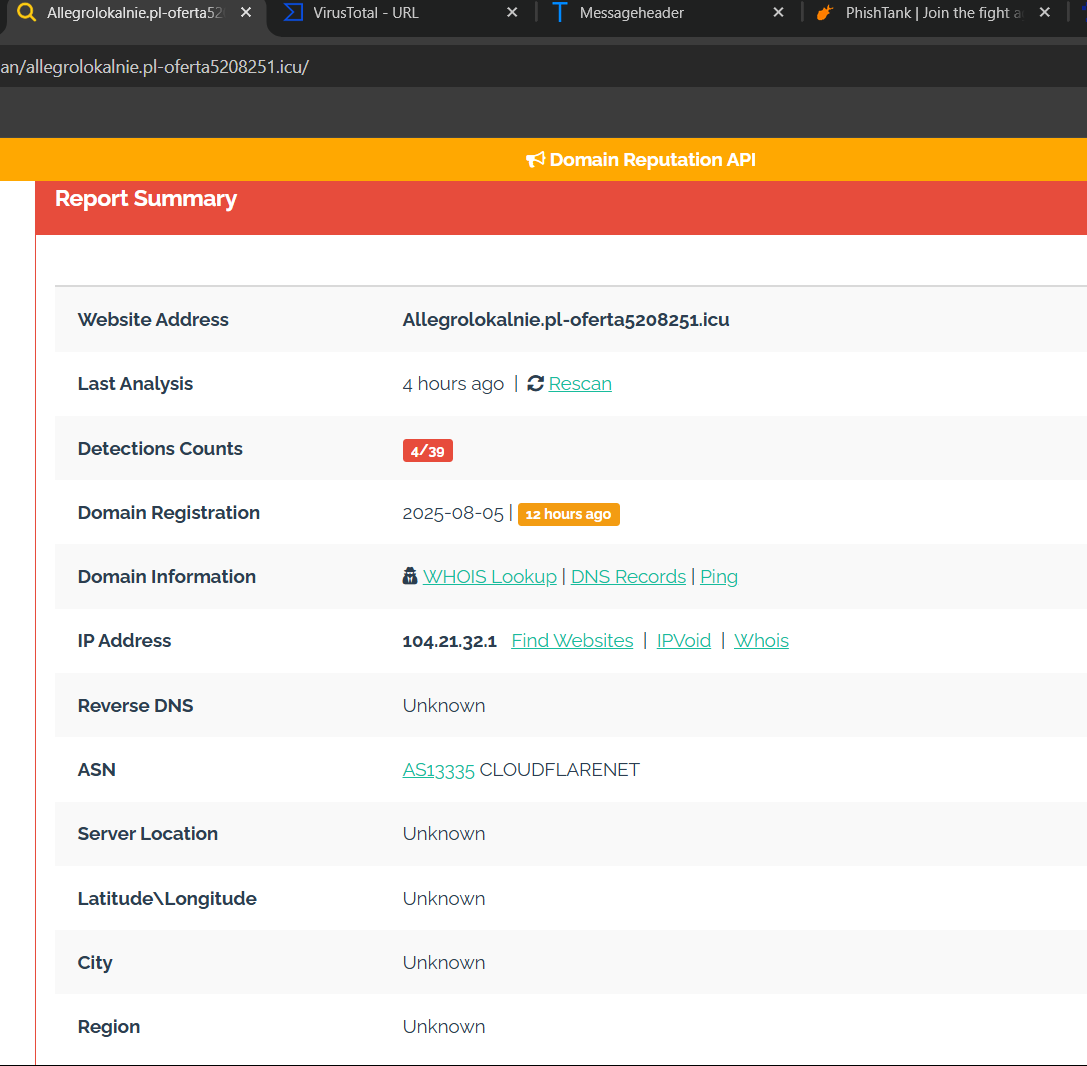 Allegrolokalnie.pl-oferta52
VirusTotal - URL
Messageheader
PhishTank | Join the fight a
an/allegrolokalnie.pl-oferta5208251.icu/
Domain Reputation API
Report Summary
Website Address Allegrolokalnie.pl-oferta5208251.icu
Last Analysis 4 hours ago | Rescan
Detections Counts 4/39
Domain Registration 2025-08-05 | 12 hours ago
Domain Information WHOIS Lookup | DNS Records | Ping
IP Address 104.21.32.1 Find Websites | IPVoid | Whois
Reverse DNS Unknown
ASN AS13335 CLOUDFLARENET
Server Location Unknown
Latitude\Longitude Unknown
City Unknown
Region Unknown